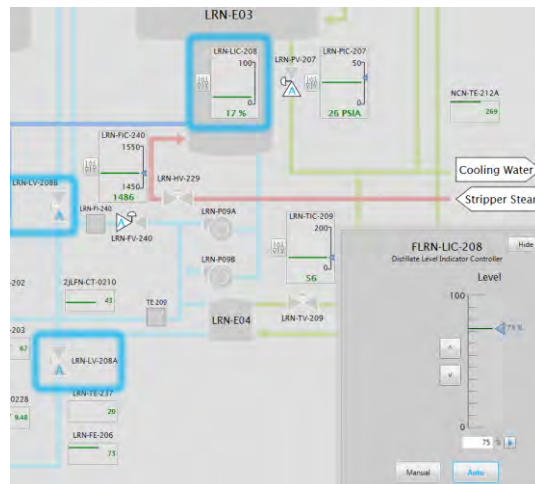 LRN-E03
LRN-LIC-208
100
0
17 %
LRN-PV-207
A
LRN-PIC-207
50
0
26 PSIA
NCN-TE-212A
269
LRN-FIC-240
1550
1450
1486
Cooling Water
LRN-HV-229
Stripper Stear
LRN-LV-208B
A
LRN-FI-240
A
LRN-FV-240
LRN-P09A
LRN-TIC-209
200
0
56
LRN-P09B
FLRN-LIC-208
Hide
Distillate Level Indicator Controller
Level
100
75 %
0
75 %
Manual
Auto
-202
2JLFN-CT-0210
43
TE 209
LRN-E04
LRN-TV-209
-203
67
A
LRN-LV-208A
0228
9.48
LRN-TE-237
20
LRN-FE-206
73